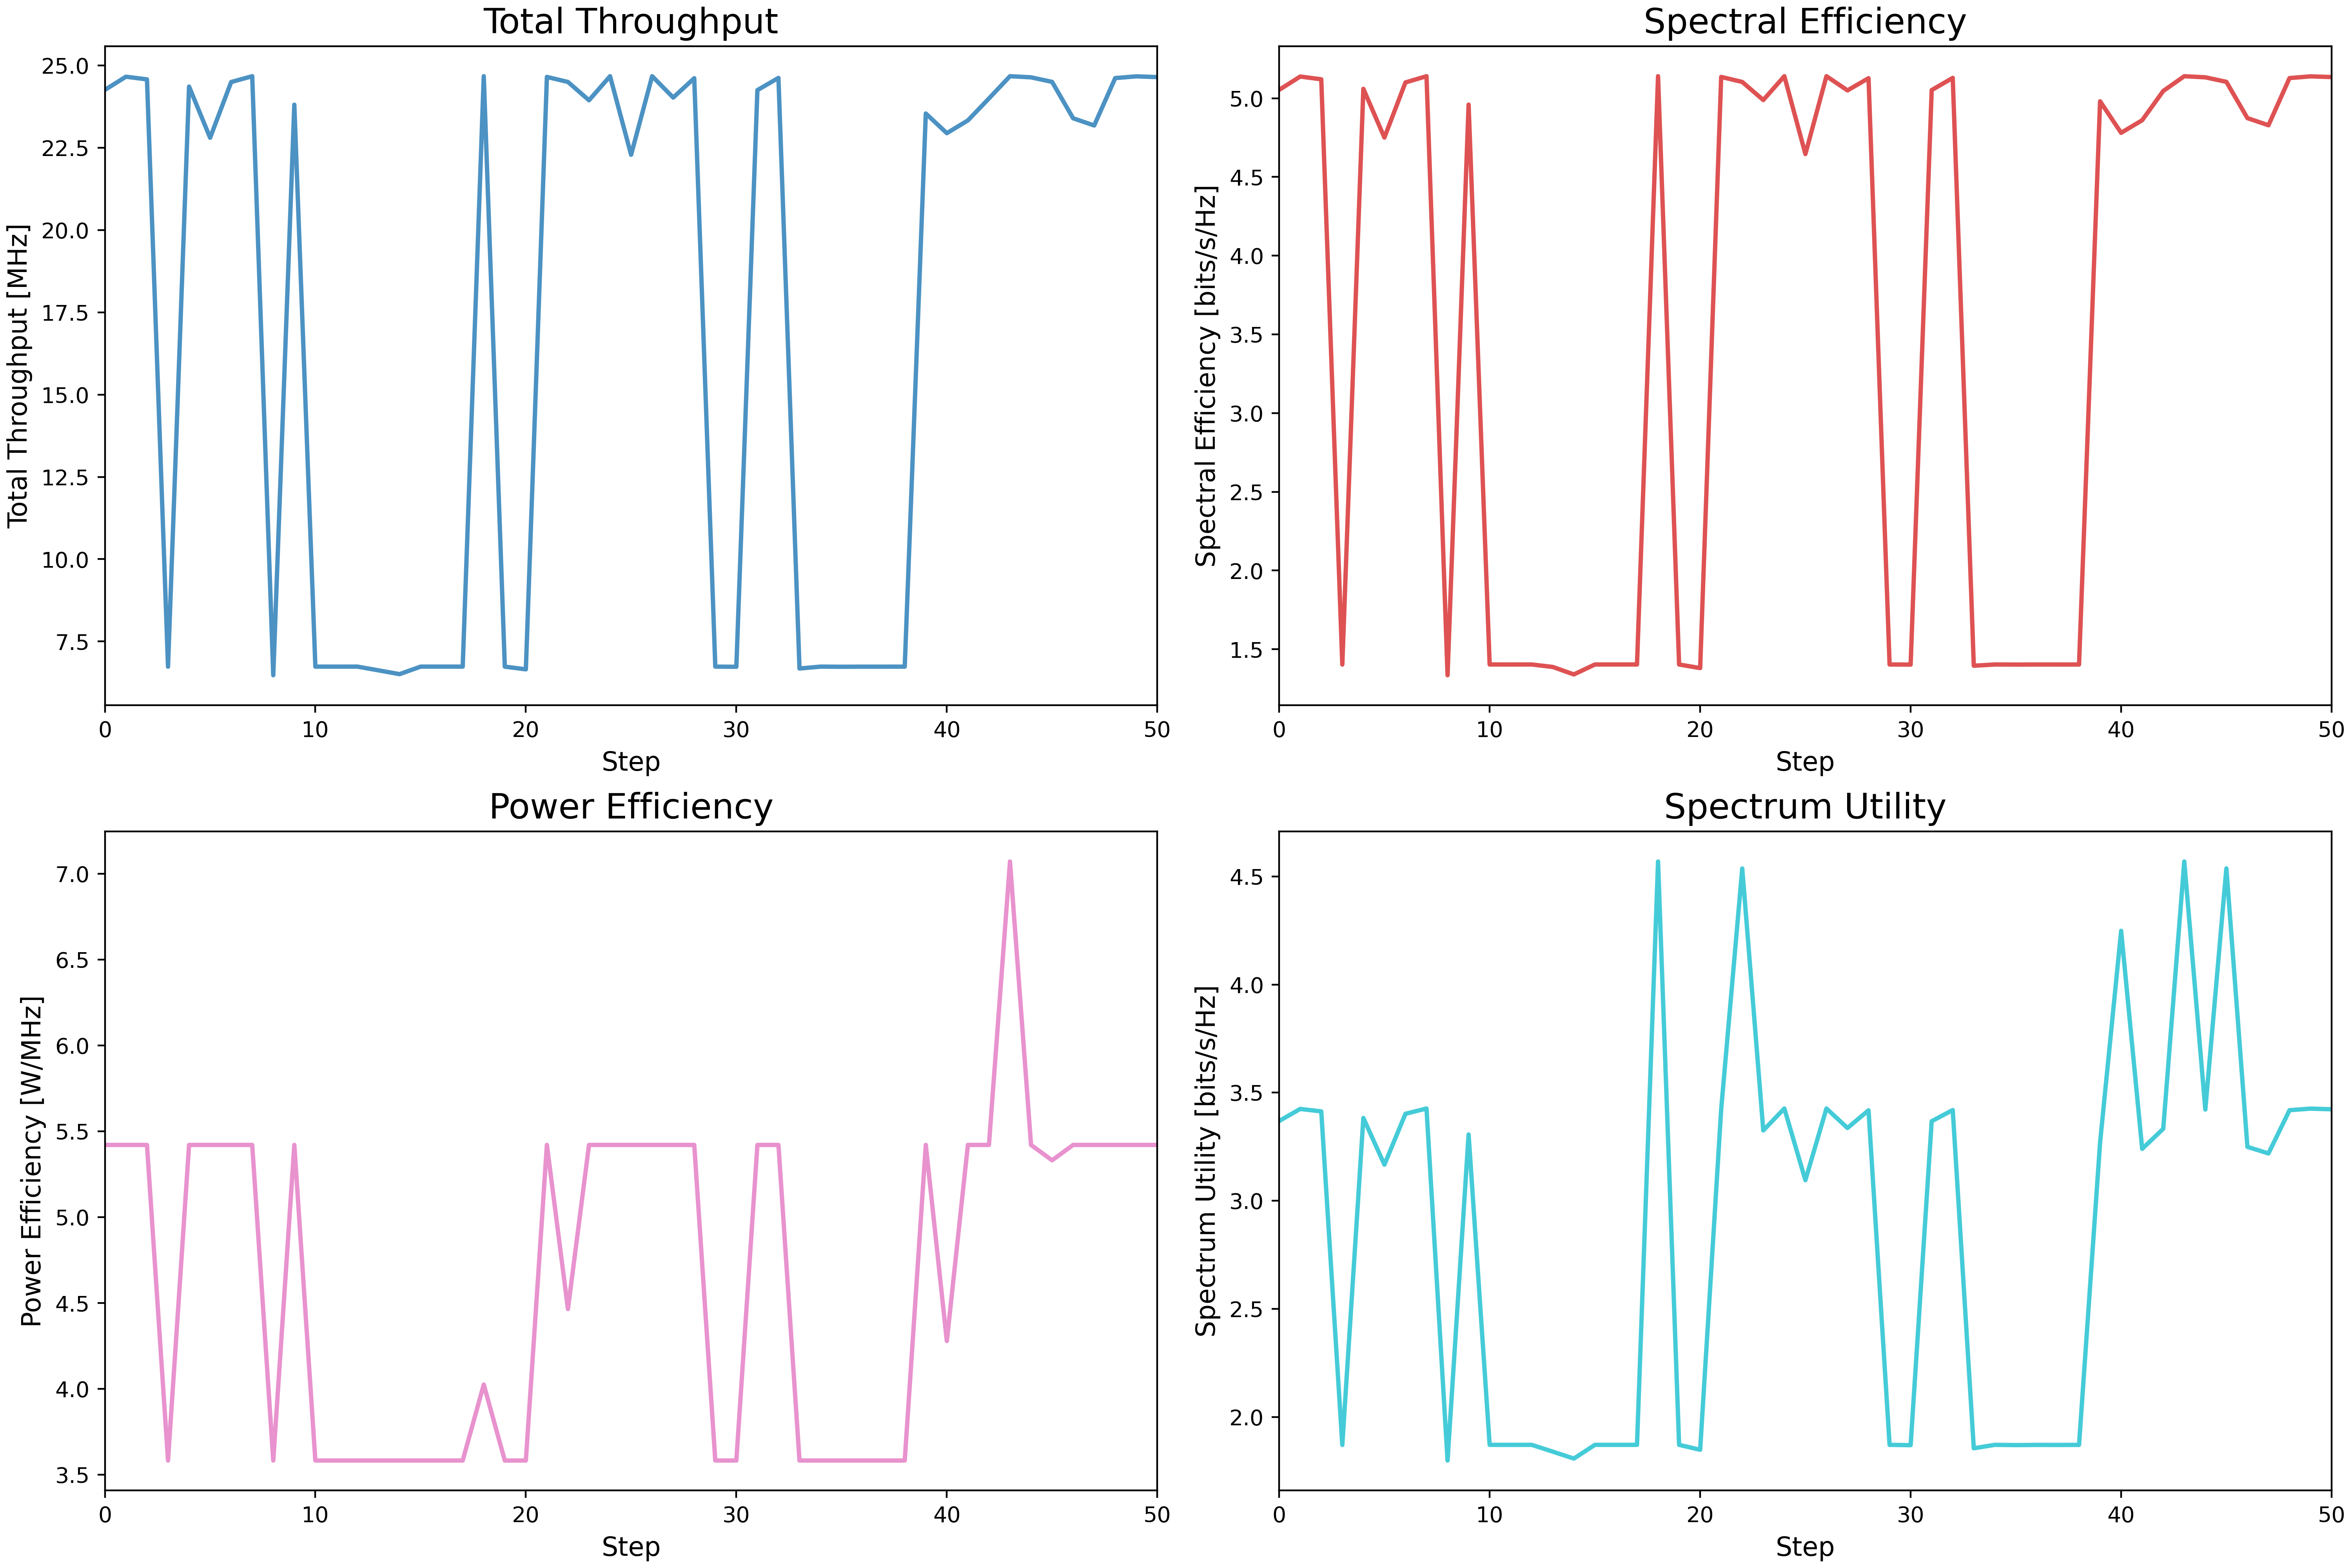 Total Throughput
Total Throughput [MHz]
25.0
22.5
20.0
17.5
15.0
12.5
10.0
7.5
0 10 20 30 40 50
Step
Spectral Efficiency
Spectral Efficiency [bits/s/Hz]
5.0
4.5
4.0
3.5
3.0
2.5
2.0
1.5
0 10 20 30 40 50
Step
Power Efficiency
Power Efficiency [W/MHz]
7.0
6.5
6.0
5.5
5.0
4.5
4.0
3.5
0 10 20 30 40 50
Step
Spectrum Utility
Spectrum Utility [bits/s/Hz]
4.5
4.0
3.5
3.0
2.5
2.0
0 10 20 30 40 50
Step